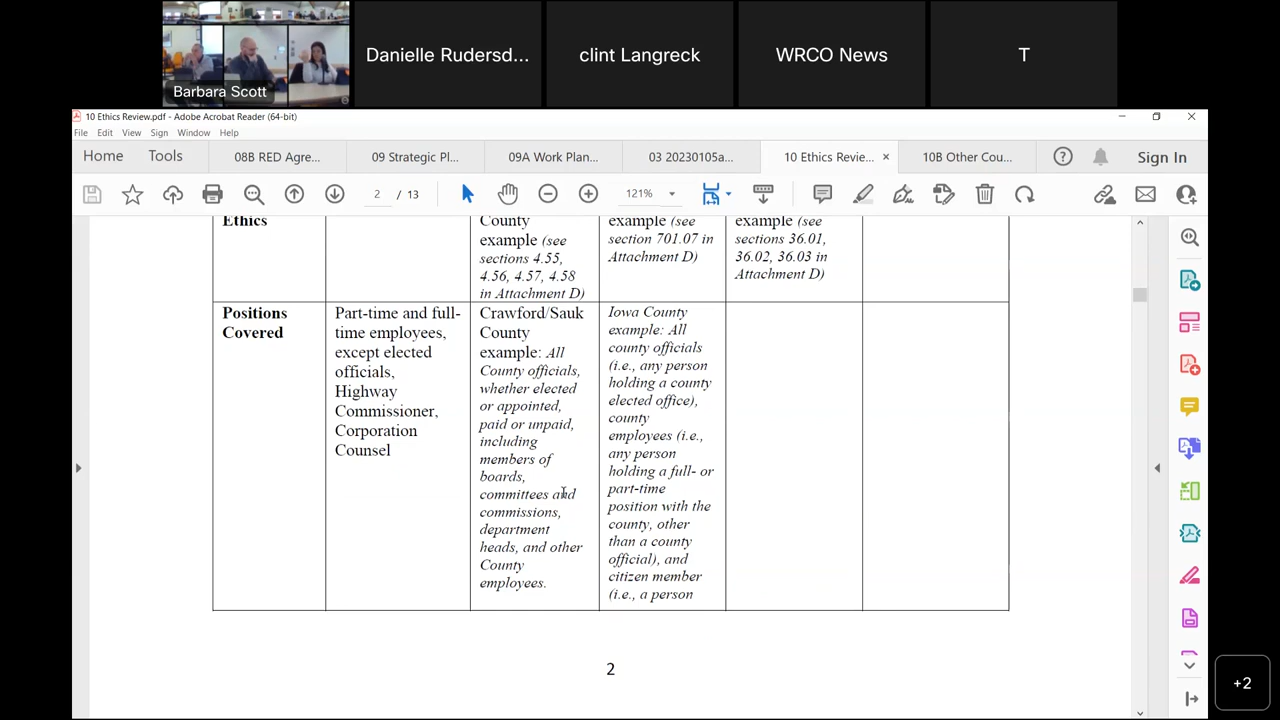 Barbara Scott
Danielle Rudersd...
clint Langreck
WRCO News
T
10 Ethics Review.pdf - Adobe Acrobat Reader (64-bit)
File Edit View Sign Window Help
Home Tools 08B RED Agre... 09 Strategic Pl... 09A Work Plan... 03 20230105a... 10 Ethics Revie... × 10B Other Cou... Sign In
2 / 13 121%
Ethics
County
example (see
sections 4.55,
4.56, 4.57, 4.58
in Attachment D)
example (see
section 701.07 in
Attachment D)
example (see
sections 36.01,
36.02, 36.03 in
Attachment D)
Positions
Covered
Part-time and full-
time employees,
except elected
officials,
Highway
Commissioner,
Corporation
Counsel
Crawford/Sauk
County
example: All
County officials,
whether elected
or appointed,
paid or unpaid,
including
members of
boards,
committees and
commissions,
department
heads, and other
County
employees.
Iowa County
example: All
county officials
(i.e., any person
holding a county
elected office),
county
employees (i.e.,
any person
holding a full- or
part-time
position with the
county, other
than a county
official), and
citizen member
(i.e., a person
2
+2